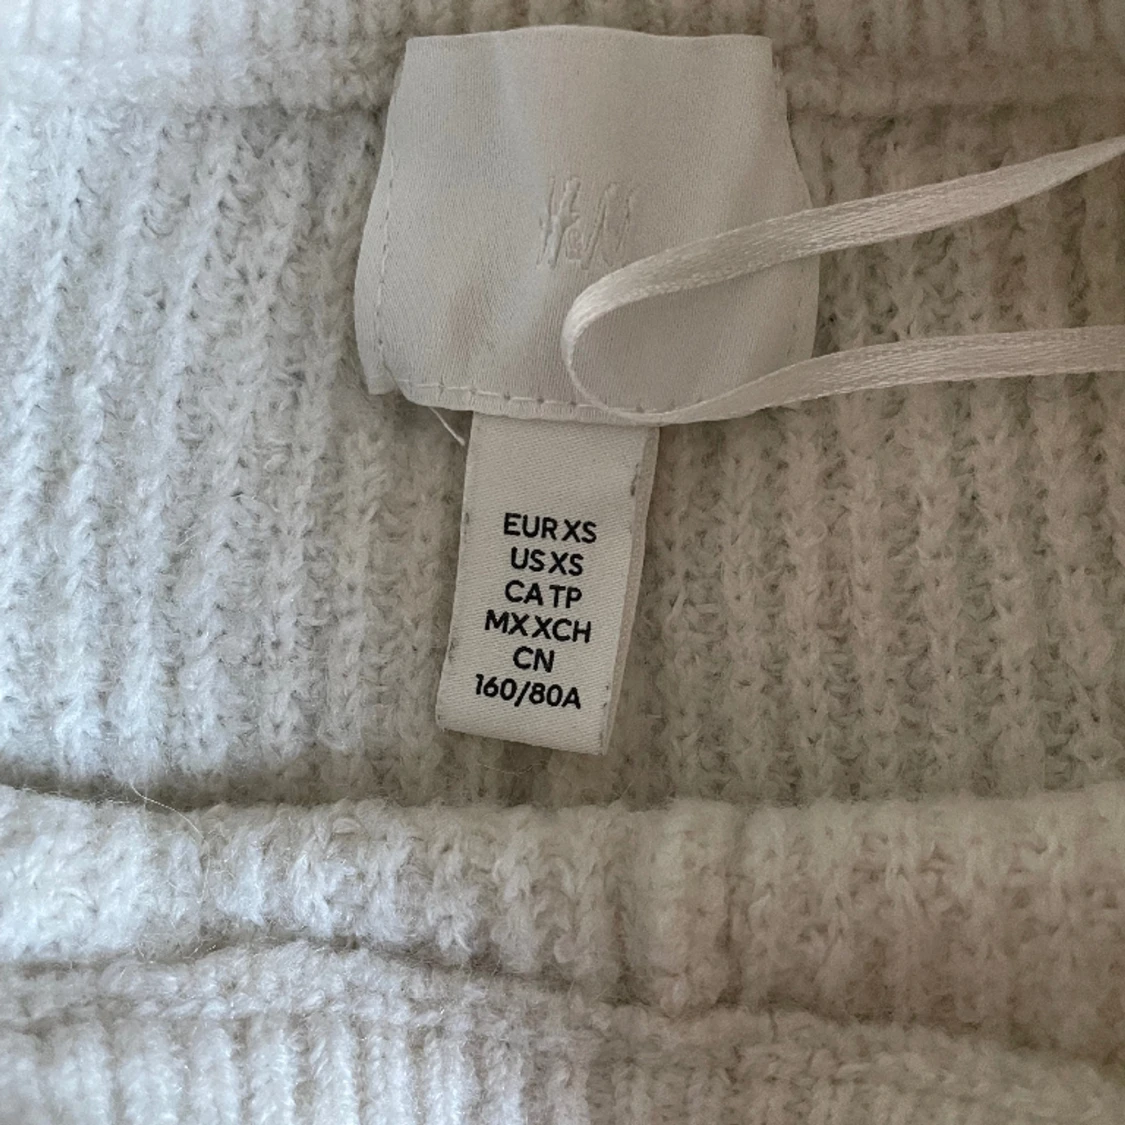 H&M
EUR XS
US XS
CA TP
MX XCH
CN
160/80A